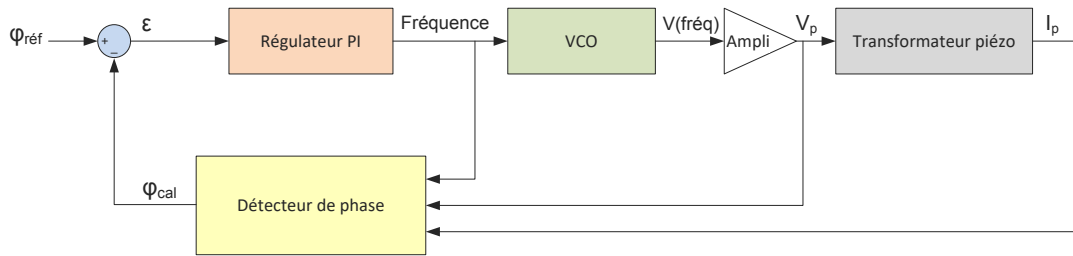 φréf
+
−
ε
Régulateur PI
Fréquence
VCO
V(fréq)
Ampli
Vp
Transformateur piézo
Ip
φcal
Détecteur de phase